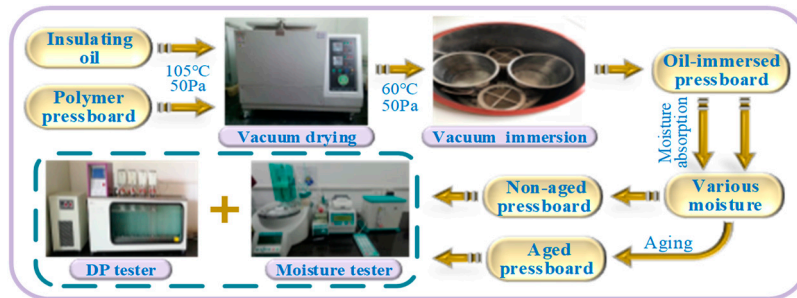 Insulating
oil
105℃
50Pa
Polymer
pressboard
Vacuum drying
60℃
50Pa
Vacuum immersion
Oil-immersed
pressboard
Moisture
absorption
Various
moisture
Non-aged
pressboard
Aging
Aged
pressboard
DP tester
Moisture tester